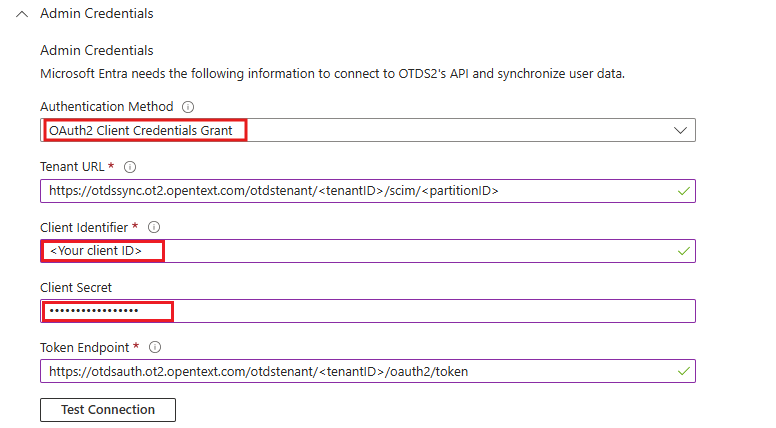 Admin Credentials
Admin Credentials
Microsoft Entra needs the following information to connect to OTDS2's API and synchronize user data.
Authentication Method
OAuth2 Client Credentials Grant
Tenant URL *
https://otdssync.ot2.opentext.com/otdstenant/<tenantID>/scim/<partitionID>
Client Identifier *
<Your client ID>
Client Secret
•••••••••••••••••
Token Endpoint *
https://otdsauth.ot2.opentext.com/otdstenant/<tenantID>/oauth2/token
Test Connection